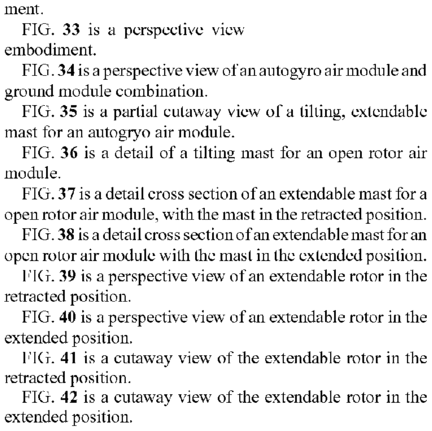 ment.
FIG. 33 is a perspective view
embodiment.
FIG. 34 is a perspective view of an autogyro air module and
ground module combination.
FIG. 35 is a partial cutaway view of a tilting, extendable
mast for an autogryo air module.
FIG. 36 is a detail of a tilting mast for an open rotor air
module.
FIG. 37 is a detail cross section of an extendable mast for a
open rotor air module, with the mast in the retracted position.
FIG. 38 is a detail cross section of an extendable mast for an
open rotor air module with the mast in the extended position.
FIG. 39 is a perspective view of an extendable rotor in the
retracted position.
FIG. 40 is a perspective view of an extendable rotor in the
extended position.
FIG. 41 is a cutaway view of the extendable rotor in the
retracted position.
FIG. 42 is a cutaway view of the extendable rotor in the
extended position.